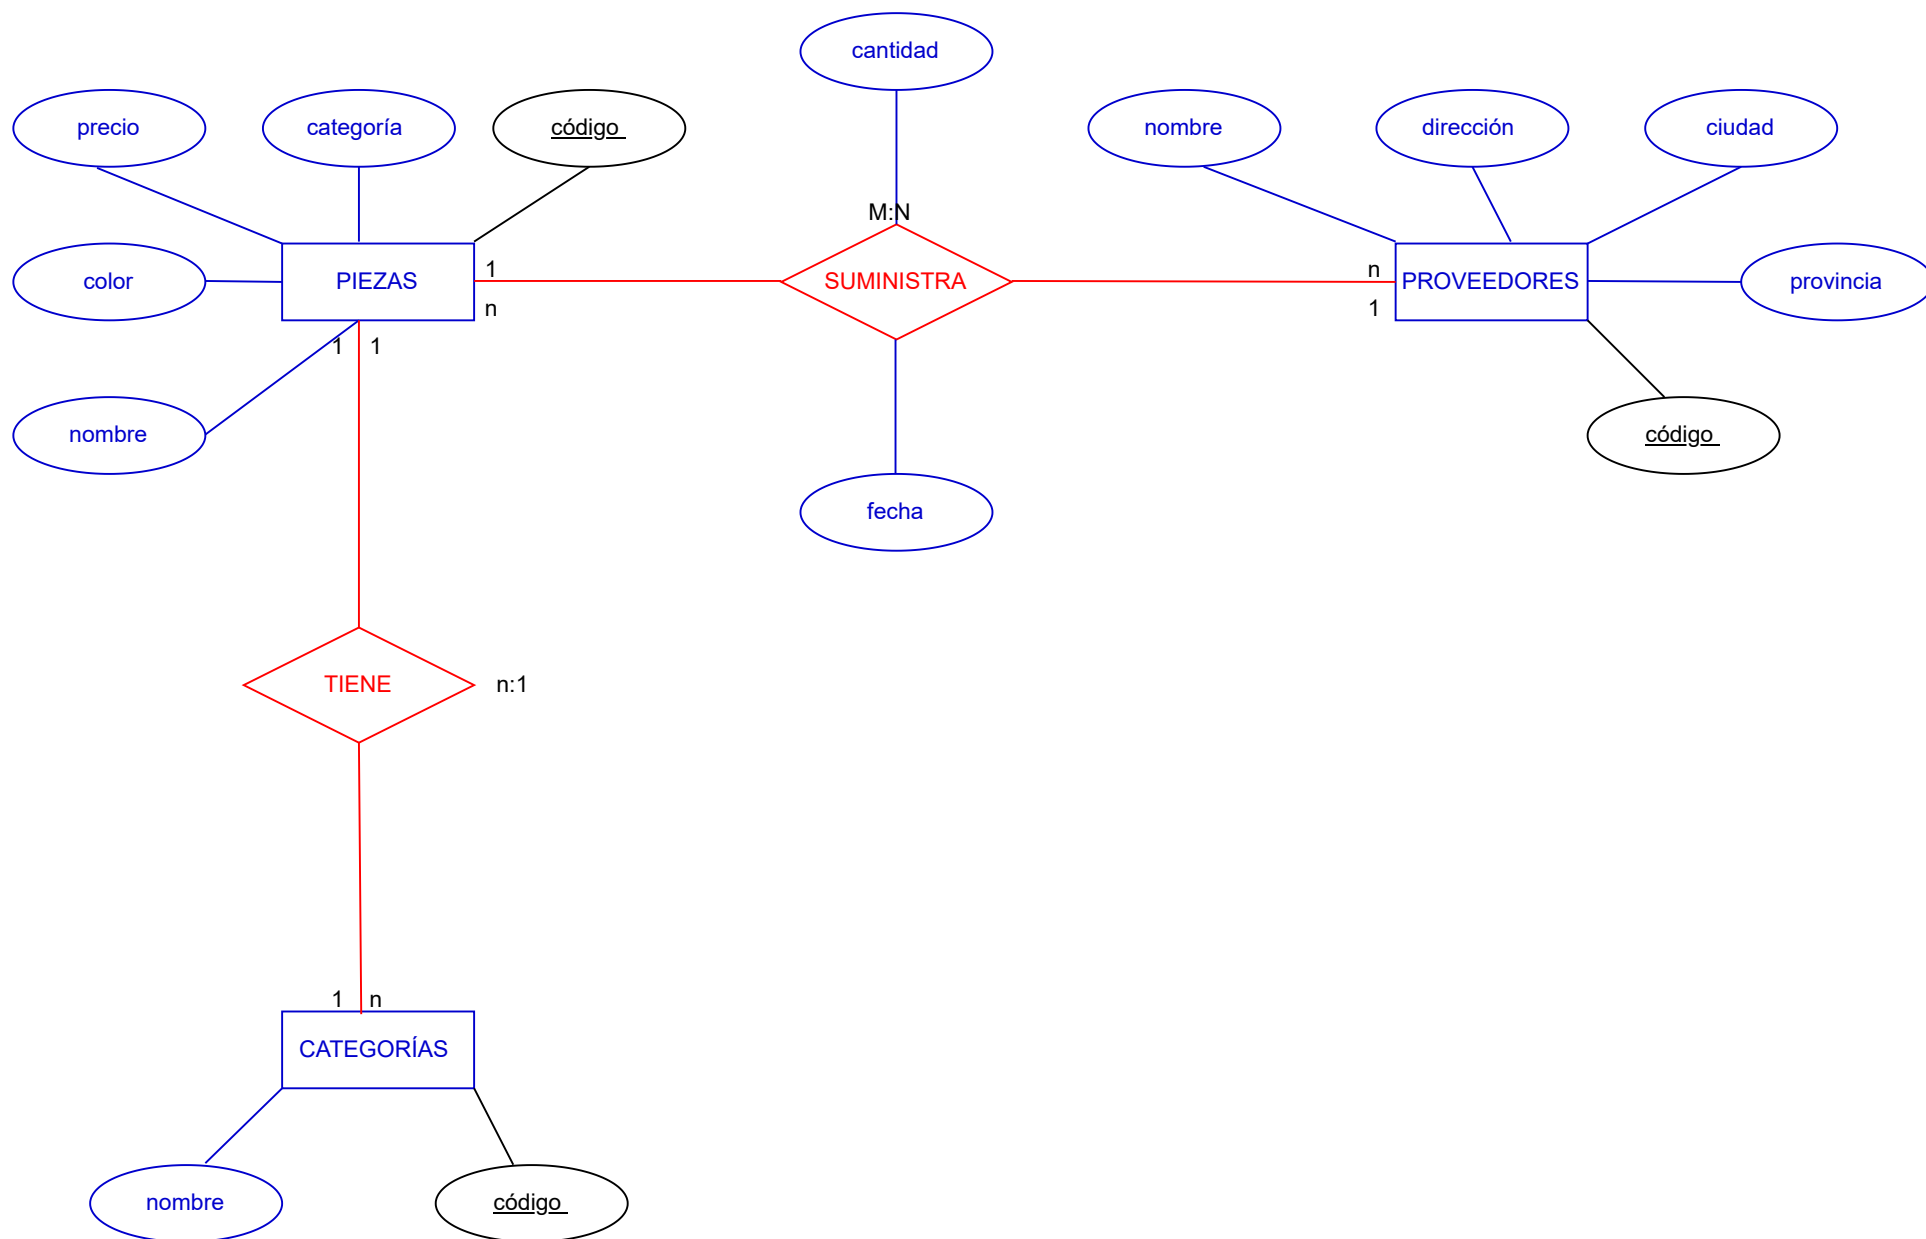 cantidad
precio
categoría
código
nombre
dirección
ciudad
M:N
PIEZAS
1
n
SUMINISTRA
n
1
PROVEEDORES
provincia
color
1
1
nombre
código
fecha
TIENE
n:1
1
n
CATEGORÍAS
nombre
código